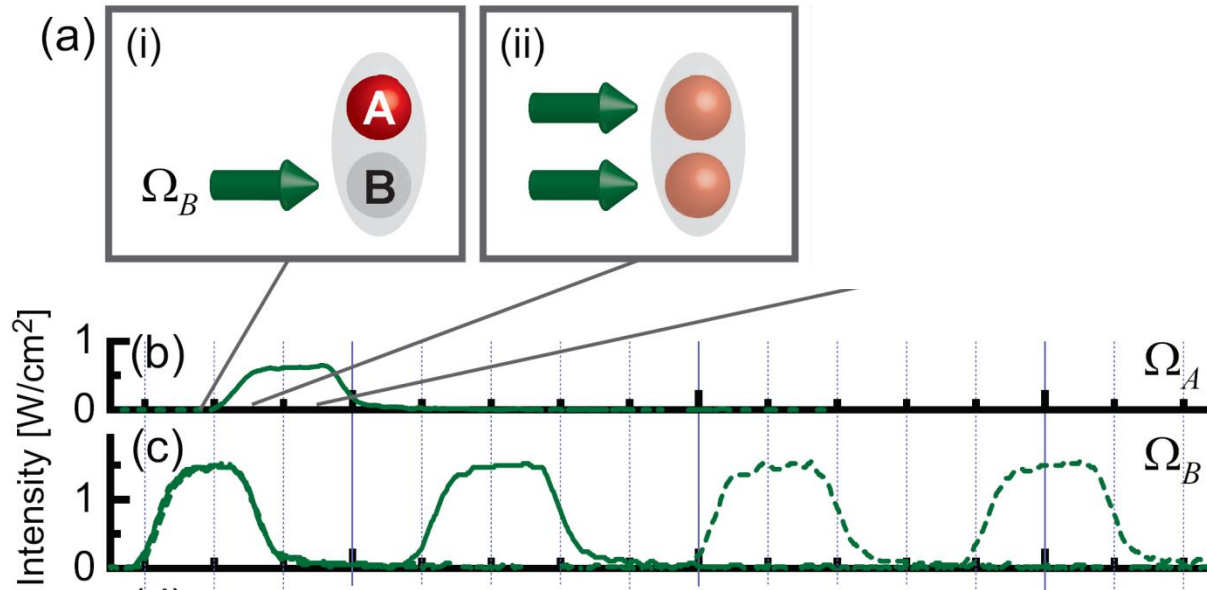 (a)
(i)
A
B
Ω_B
(ii)
Intensity [W/cm²]
1
(b)
0
Ω_A
(c)
1
0
Ω_B